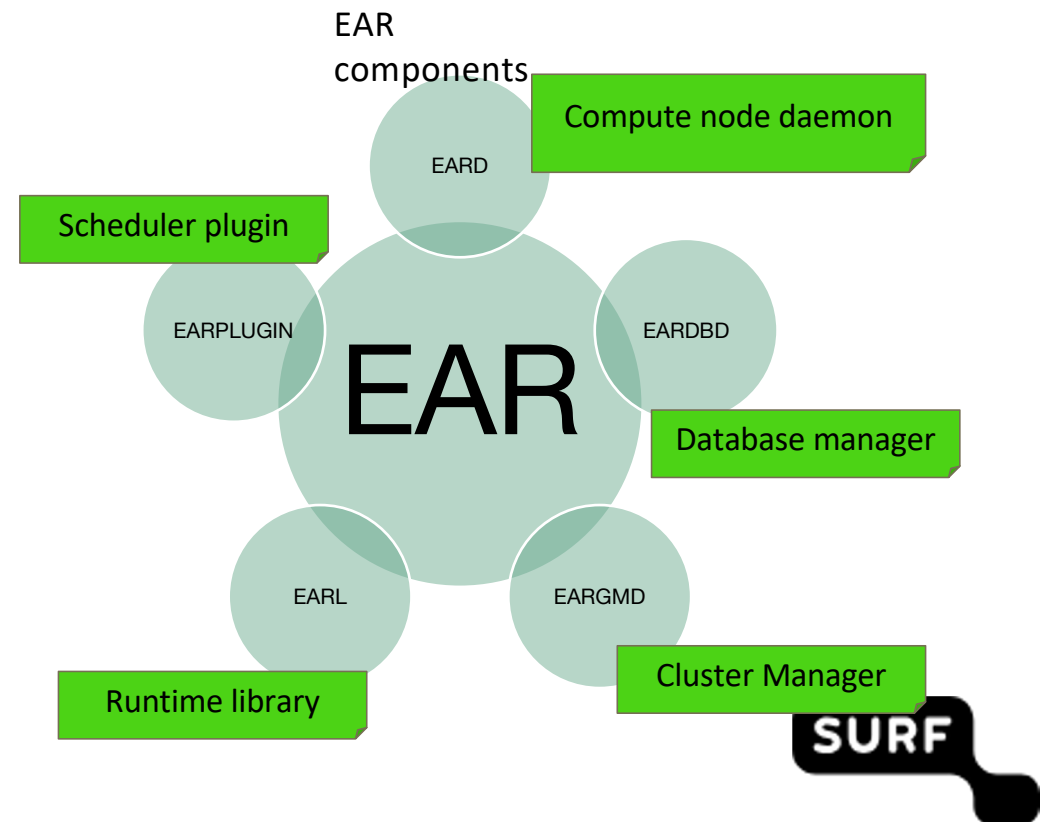 EAR
components
Compute node daemon
EARD
Scheduler plugin
EARPLUGIN
EARDBD
EAR
Database manager
EARL
EARGMD
Cluster Manager
Runtime library
SURF